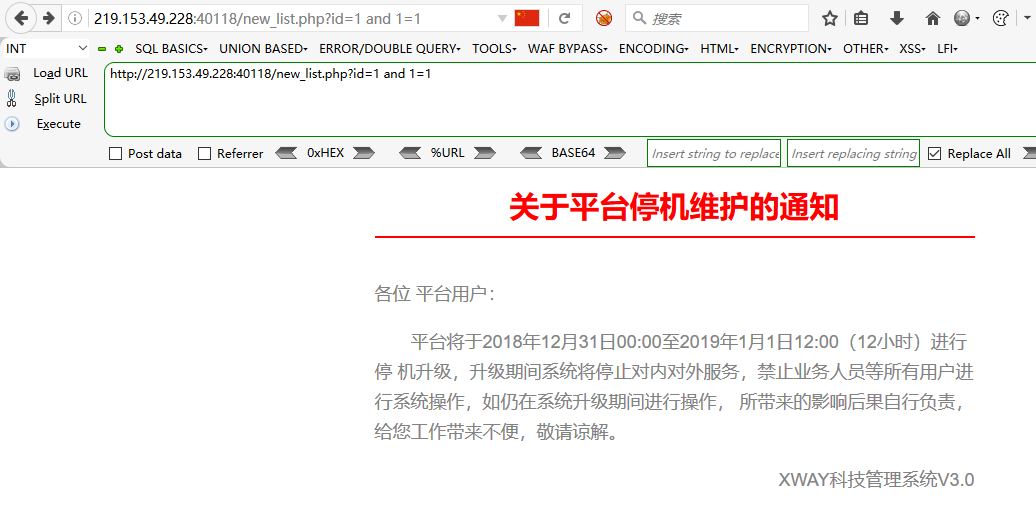 219.153.49.228:40118/new_list.php?id=1 and 1=1
搜索
INT SQL BASICS UNION BASED ERROR/DOUBLE QUERY TOOLS WAF BYPASS ENCODING HTML ENCRYPTION OTHER XSS LFI
Load URL
http://219.153.49.228:40118/new_list.php?id=1 and 1=1
Split URL
Execute
Post data Referrer 0xHEX %URL BASE64 Insert string to replace Insert replacing string Replace All
关于平台停机维护的通知
各位 平台用户：
平台将于2018年12月31日00:00至2019年1月1日12:00（12小时）进行
停 机升级，升级期间系统将停止对内对外服务，禁止业务人员等所有用户进
行系统操作，如仍在系统升级期间进行操作， 所带来的影响后果自行负责，
给您工作带来不便，敬请谅解。
XWAY科技管理系统V3.0